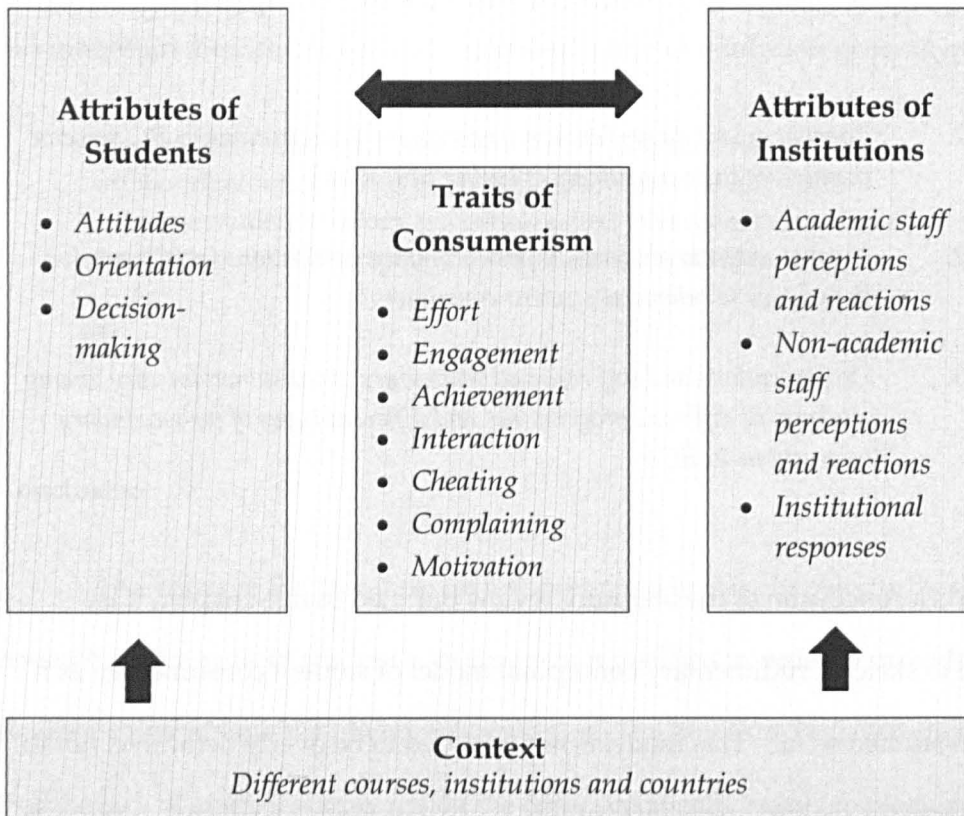 Attributes of
Students
• Attitudes
• Orientation
• Decision-
making
Traits of
Consumerism
• Effort
• Engagement
• Achievement
• Interaction
• Cheating
• Complaining
• Motivation
Attributes of
Institutions
• Academic staff
perceptions
and reactions
• Non-academic
staff
perceptions
and reactions
• Institutional
responses
Context
Different courses, institutions and countries